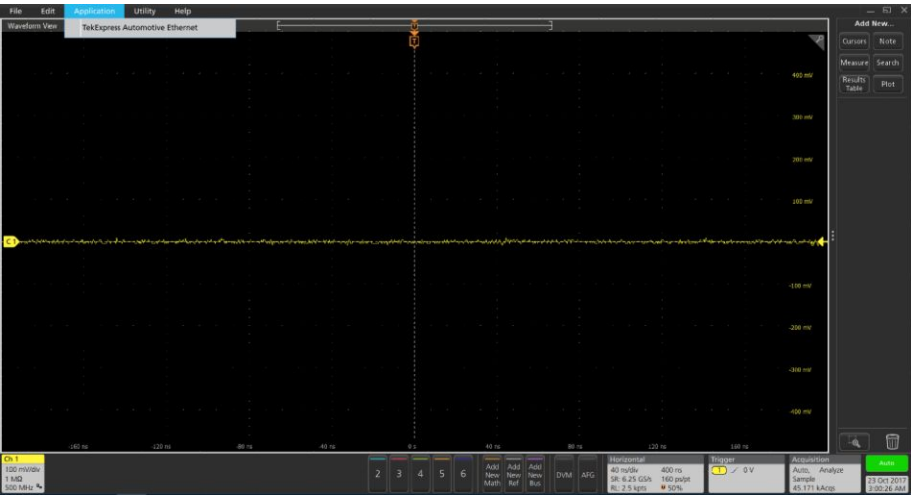 File Edit Application Utility Help
Waveform View
TekExpress Automotive Ethernet
T
Add New...
Cursors Note
Measure Search
Results Table Plot
400 mV
300 mV
200 mV
100 mV
C1
-100 mV
-200 mV
-300 mV
-400 mV
-160 ns -120 ns -80 ns -40 ns 0 s 40 ns 80 ns 120 ns 160 ns
Ch 1
100 mV/div
1 MΩ
500 MHz
2 3 4 5 6
Add New Math
Add New Ref
Add New Bus
DVM AFG
Horizontal
40 ns/div 400 ns
SR: 6.25 GS/s 160 ps/pt
RL: 2.5 kpts 50%
Trigger
1 0 V
Acquisition
Auto, Analyze
Sample
45.171 kAcqs
Auto
23 Oct 2017
3:00:26 AM